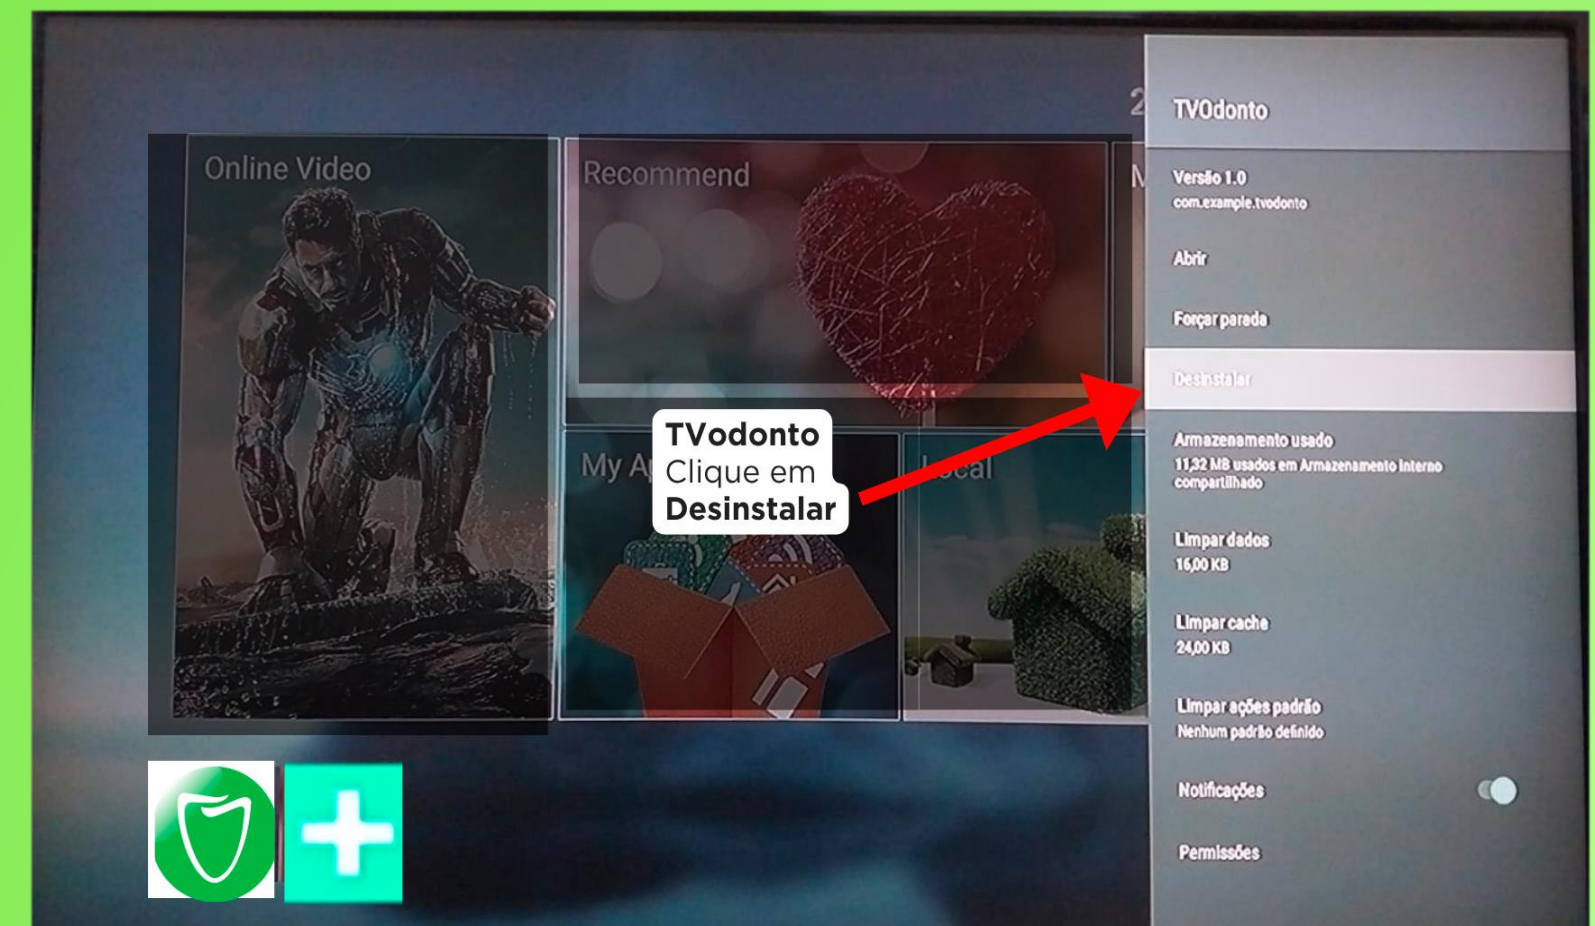 2
TVOdonto
Online Video
Recommend
M
Versão 1.0
com.example.tvodonto
Abrir
Forçar parada
Desinstalar
TVodonto
Clique em
Desinstalar
My Ap
Local
Armazenamento usado
11,32 MB usados em Armazenamento interno
compartilhado
Limpar dados
16,00 KB
Limpar cache
24,00 KB
Limpar ações padrão
Nenhum padrão definido
Notificações
Permissões